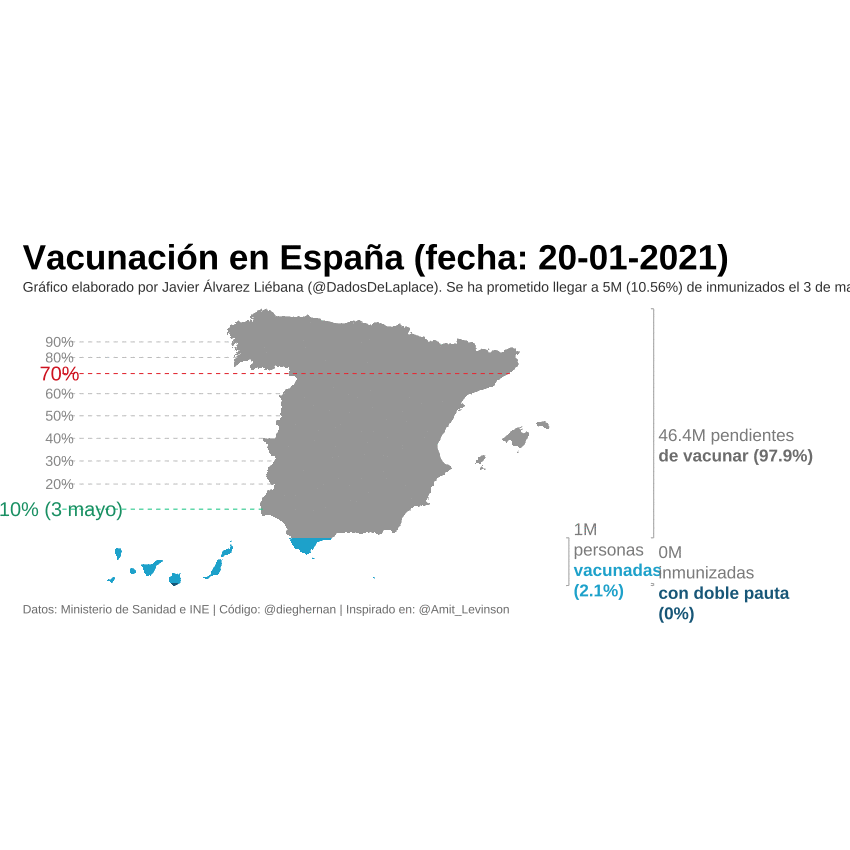 Vacunación en España (fecha: 20-01-2021)
Gráfico elaborado por Javier Álvarez Liébana (@DadosDeLaplace). Se ha prometido llegar a 5M (10.56%) de inmunizados el 3 de ma
90%
80%
70%
60%
50%
40%
30%
20%
10% (3 mayo)
46.4M pendientes
de vacunar (97.9%)
1M
personas
vacunadas
(2.1%)
0M
inmunizadas
con doble pauta
(0%)
Datos: Ministerio de Sanidad e INE | Código: @dieghernan | Inspirado en: @Amit_Levinson